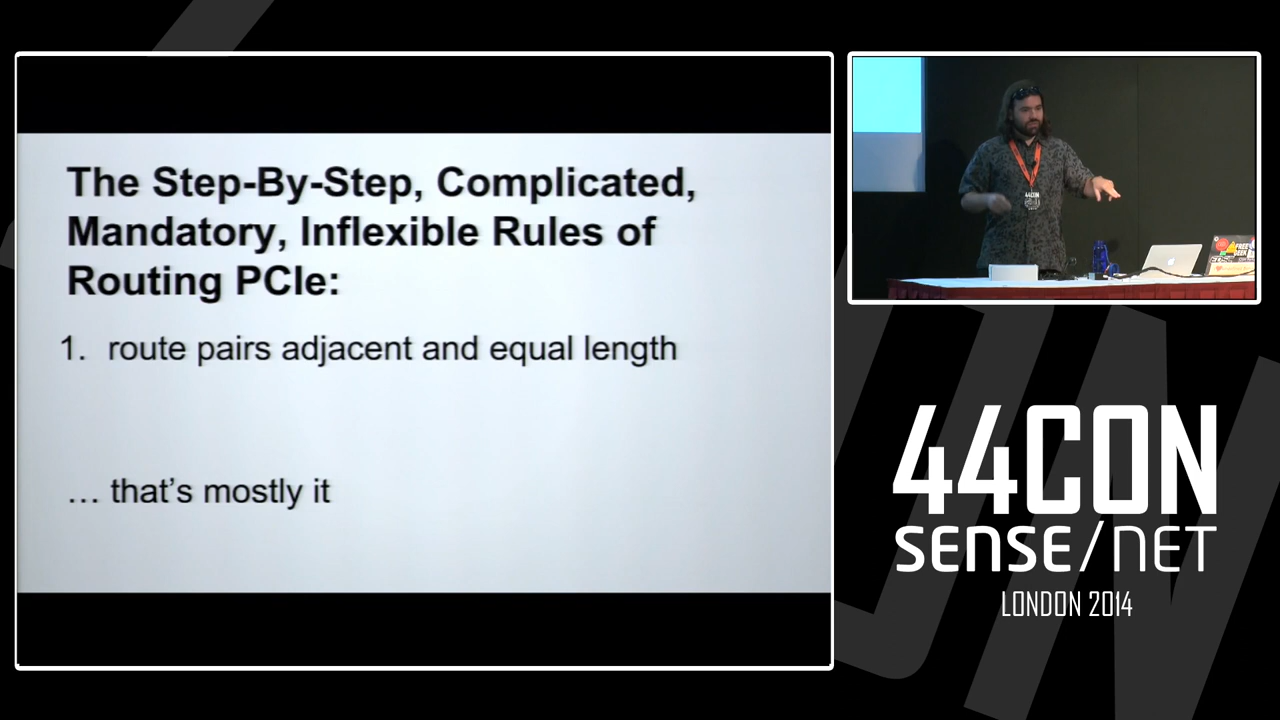 The Step-By-Step, Complicated,
Mandatory, Inflexible Rules of
Routing PCIe:
1. route pairs adjacent and equal length
... that's mostly it
44CON
44CON
SENSE/NET
LONDON 2014